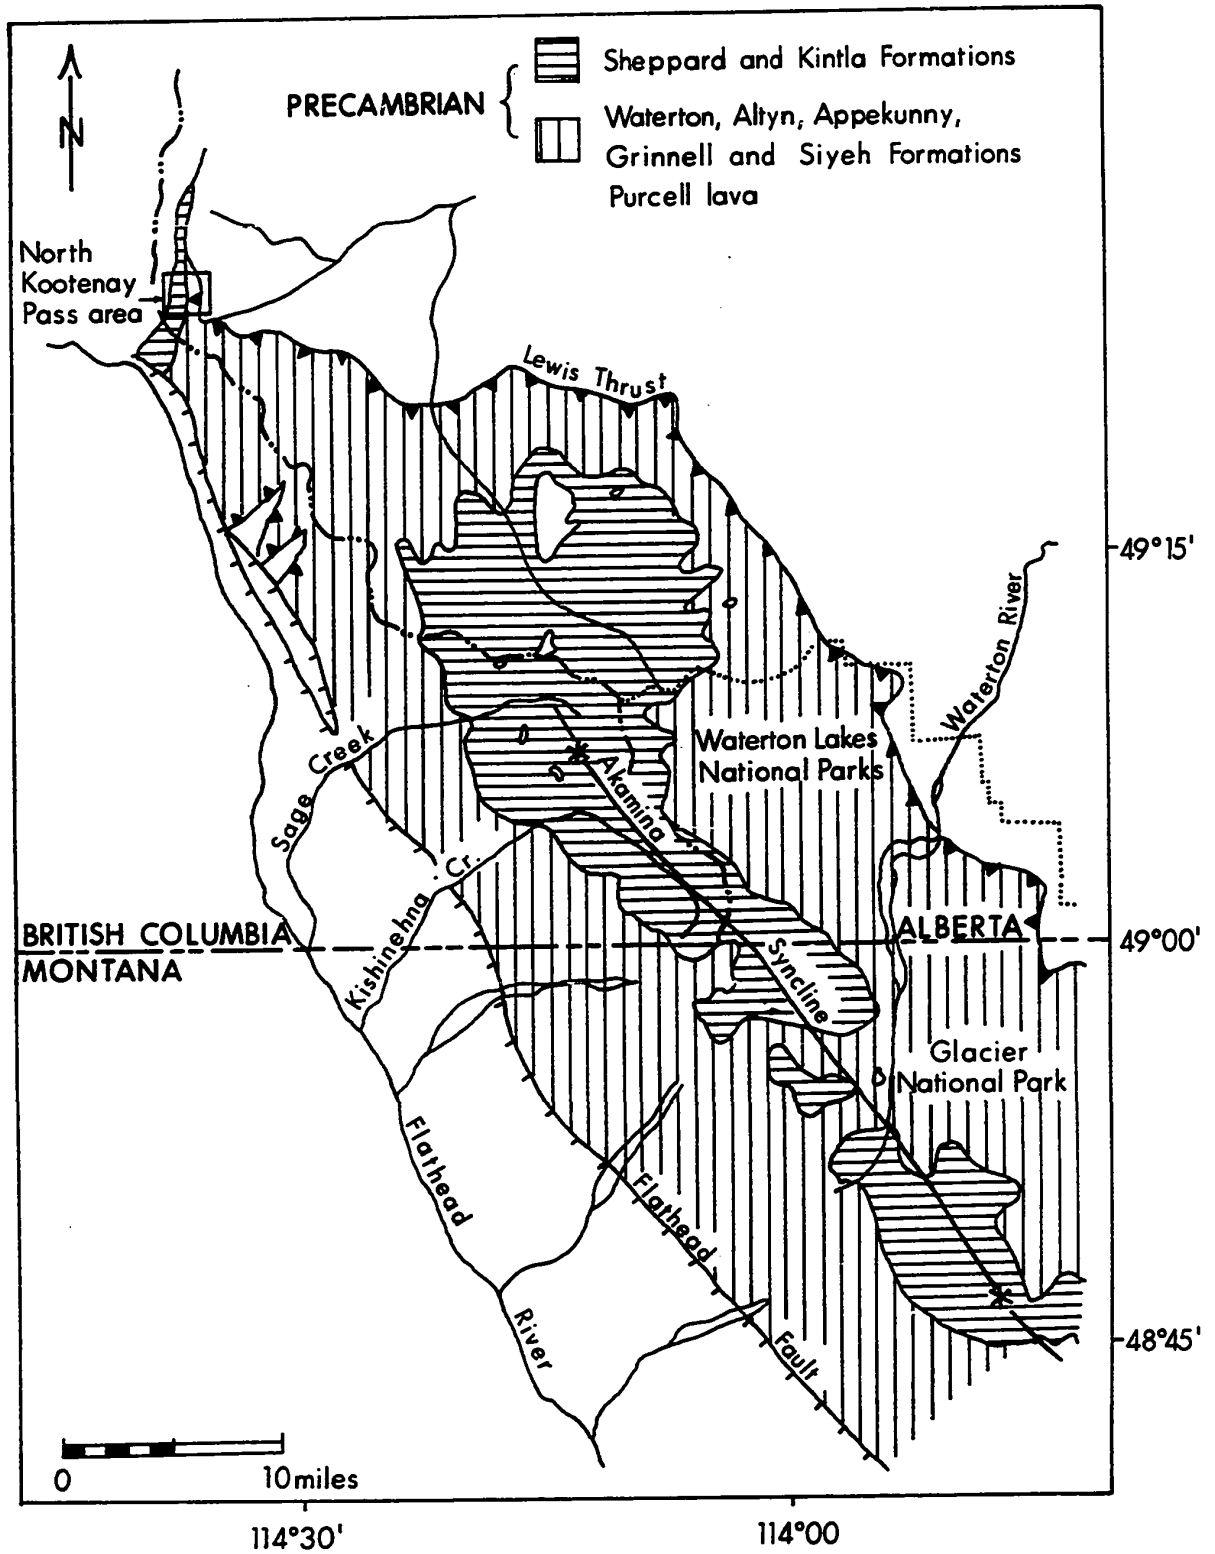 N
PRECAMBRIAN
Sheppard and Kintla Formations
Waterton, Altyn, Appekunny,
Grinnell and Siyeh Formations
Purcell lava
North
Kootenay
Pass area
Lewis Thrust
49°15'
Waterton River
Sage Creek
Waterton Lakes
National Parks
Akamina
Syncline
Kishinehna Cr.
BRITISH COLUMBIA
MONTANA
ALBERTA
49°00'
Glacier
National Park
Flathead
River
Flathead
Fault
48°45'
0
10 miles
114°30'
114°00